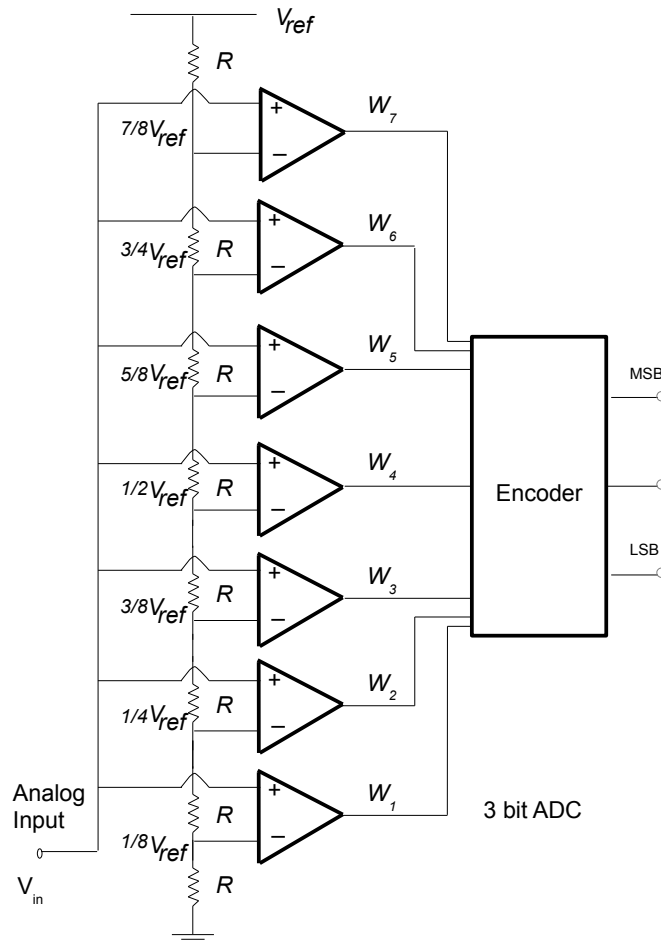 Vref
R
+
W7
7/8Vref
−
+
W6
3/4Vref
R
−
+
W5
5/8Vref
R
−
MSB
+
W4
1/2Vref
R
−
Encoder
LSB
+
W3
3/8Vref
R
−
+
W2
1/4Vref
R
−
Analog
Input
+
W1
3 bit ADC
R
1/8Vref
−
Vin
R